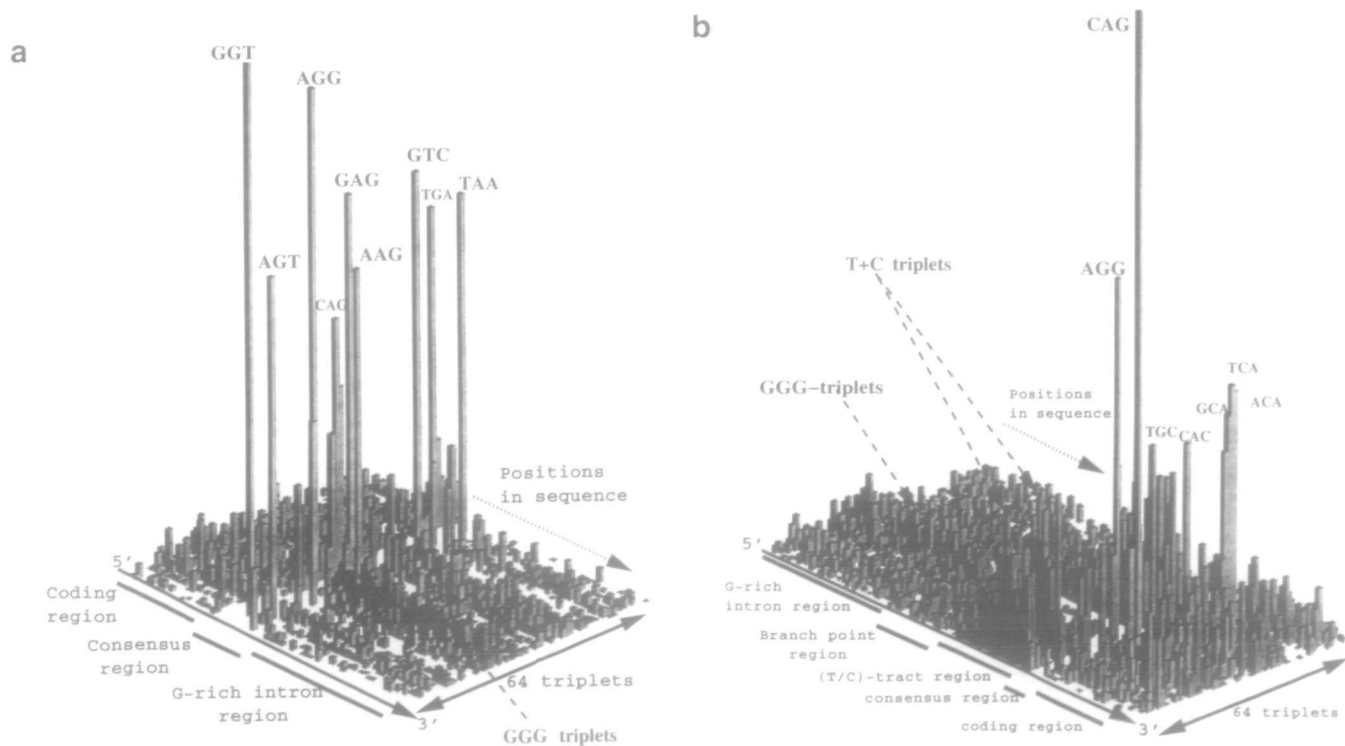 a
GGT
AGG
GTC
GAG
TGA
TAA
AGT
AAG
CAG
Positions
in sequence
5'
Coding
region
Consensus
region
G-rich intron
region
64 triplets
3'
GGG triplets
b
CAG
T+C triplets
AGG
GGG-triplets
Positions
in sequence
TCA
GCA
ACA
TGC
CAC
5'
G-rich
intron region
Branch point
region
(T/C)-tract region
consensus region
coding region
3'
64 triplets